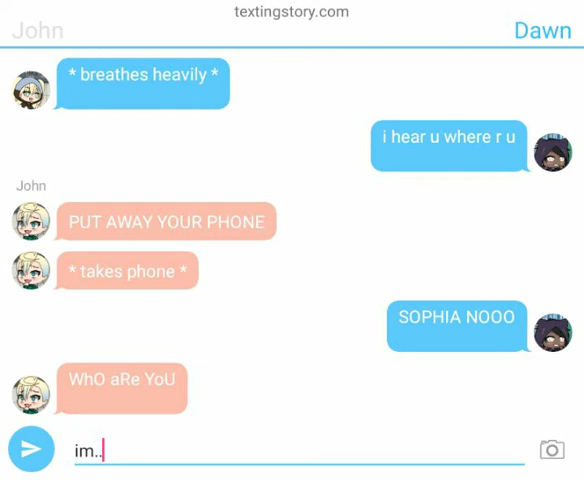 textingstory.com
John
Dawn
* breathes heavily *
i hear u where r u
John
PUT AWAY YOUR PHONE
* takes phone *
SOPHIA NOOO
WhO aRe YoU
im..